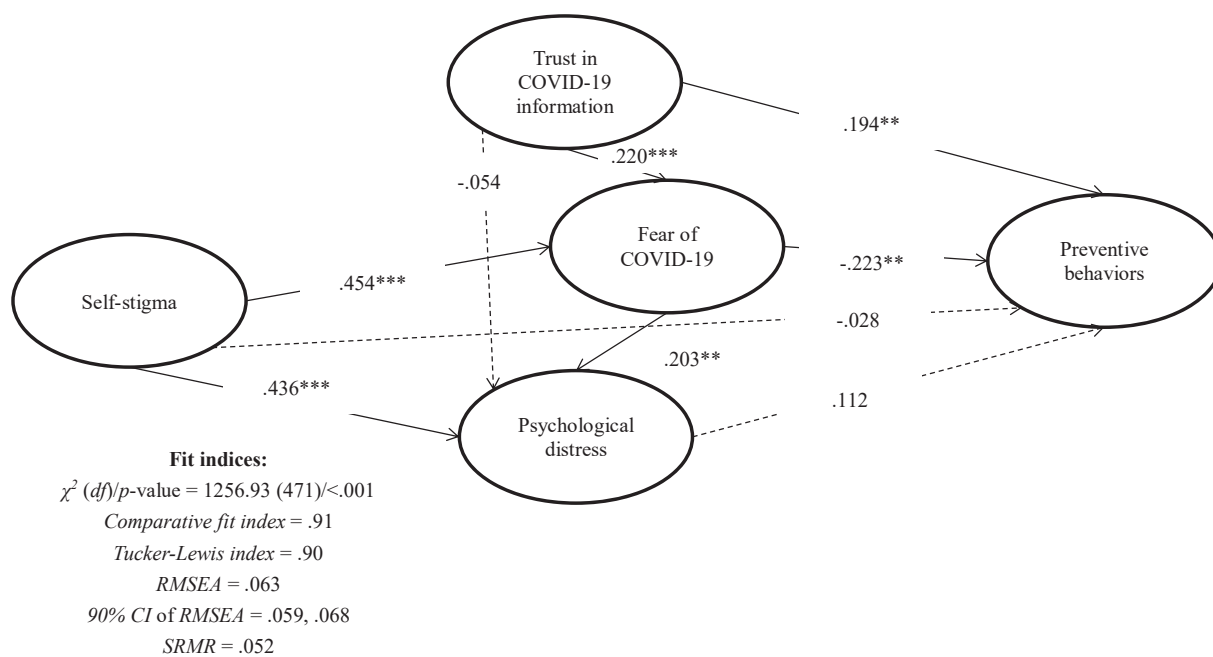 Trust in
COVID-19
information
.194**
.220***
-.054
Fear of
COVID-19
Preventive
behaviors
-.223**
Self-stigma
.454***
-.028
.203**
.436***
.112
Psychological
distress
Fit indices:
χ² (df)/p-value = 1256.93 (471)/<.001
Comparative fit index = .91
Tucker-Lewis index = .90
RMSEA = .063
90% CI of RMSEA = .059, .068
SRMR = .052